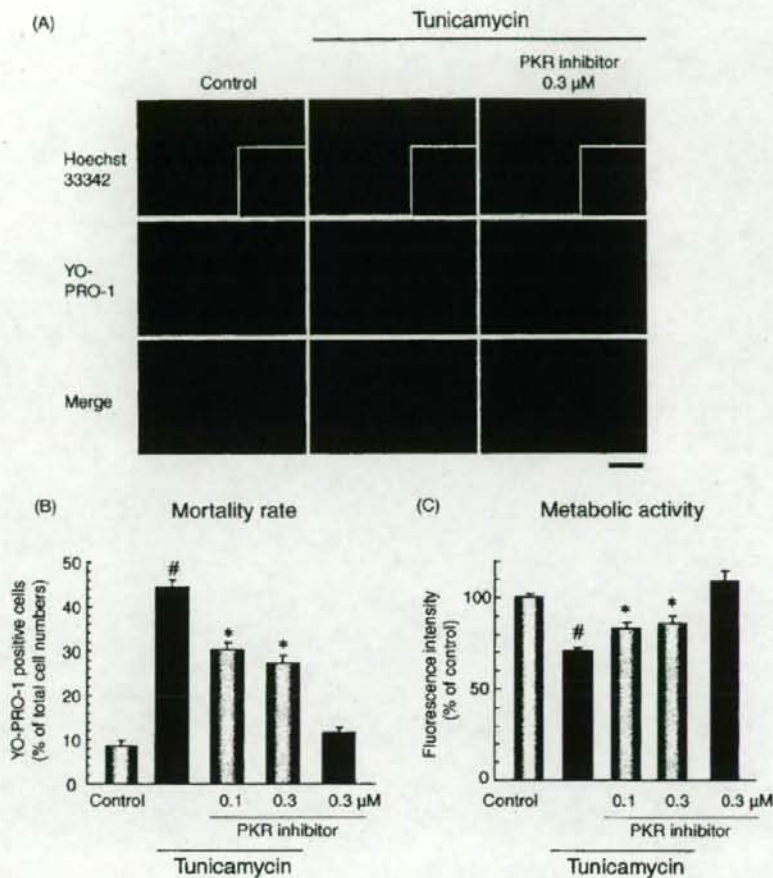 (A)
Tunicamycin
Control
PKR inhibitor
0.3 µM
Hoechst
33342
YO-
PRO-1
Merge
(B)
Mortality rate
YO-PRO-1 positive cells
(% of total cell numbers)
50
40
30
20
10
0
#
*
*
Control
0.1
0.3
0.3 µM
PKR inhibitor
Tunicamycin
(C)
Metabolic activity
Fluorescence intensity
(% of control)
100
50
0
#
*
*
Control
0.1
0.3
0.3 µM
PKR inhibitor
Tunicamycin